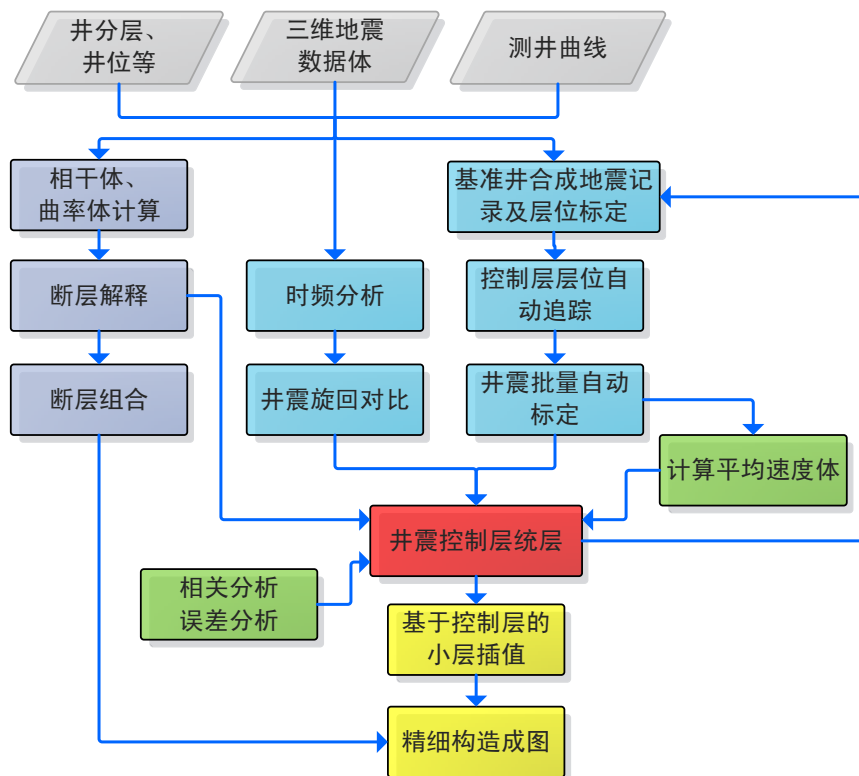 井分层、
井位等
三维地震
数据体
测井曲线
相干体、
曲率体计算
基准井合成地震记
录及层位标定
断层解释
时频分析
控制层层位自
动追踪
断层组合
井震旋回对比
井震批量自动
标定
计算平均速度体
井震控制层统层
相关分析
误差分析
基于控制层的
小层插值
精细构造成图